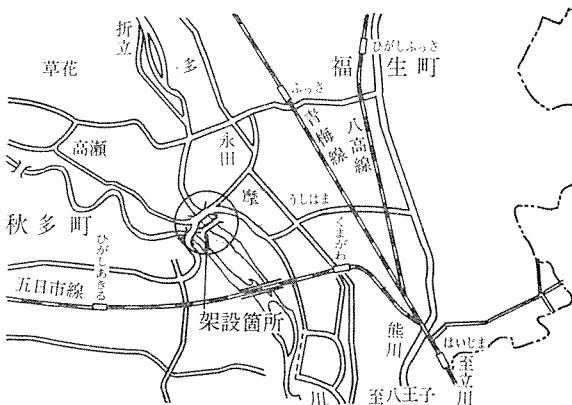 折立
多
草花
ひがしふっさ
福生町
ふっさ
青梅線
八高線
永田
高瀬
摩
うしはま
秋多町
くまがわ
ひがしあきる
五日市線
架設箇所
熊川
はいじま
至立川
至八王子
川